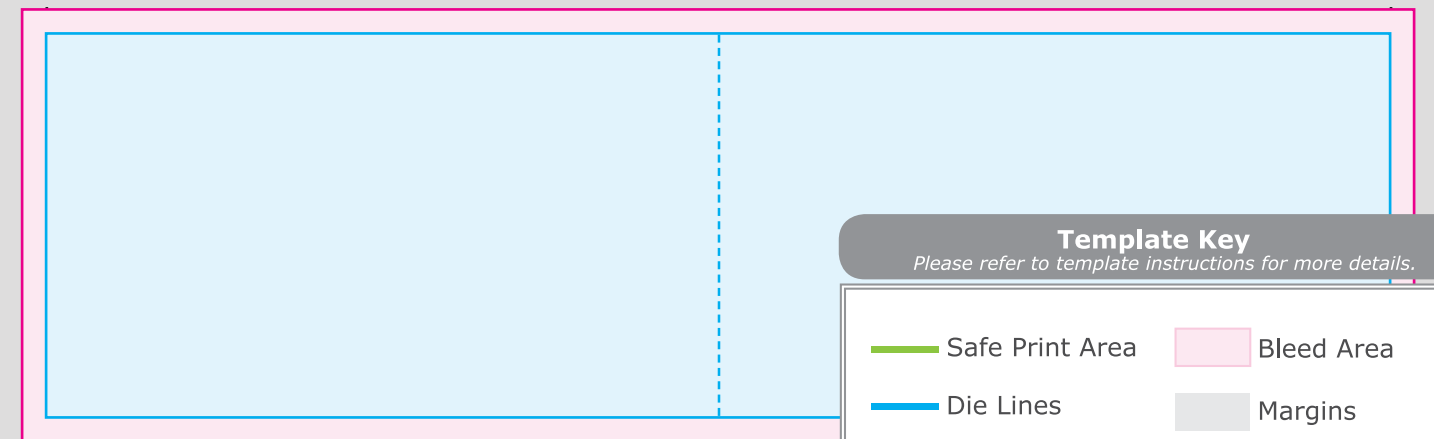 Template Key
Please refer to template instructions for more details.
Safe Print Area
Bleed Area
Die Lines
Margins